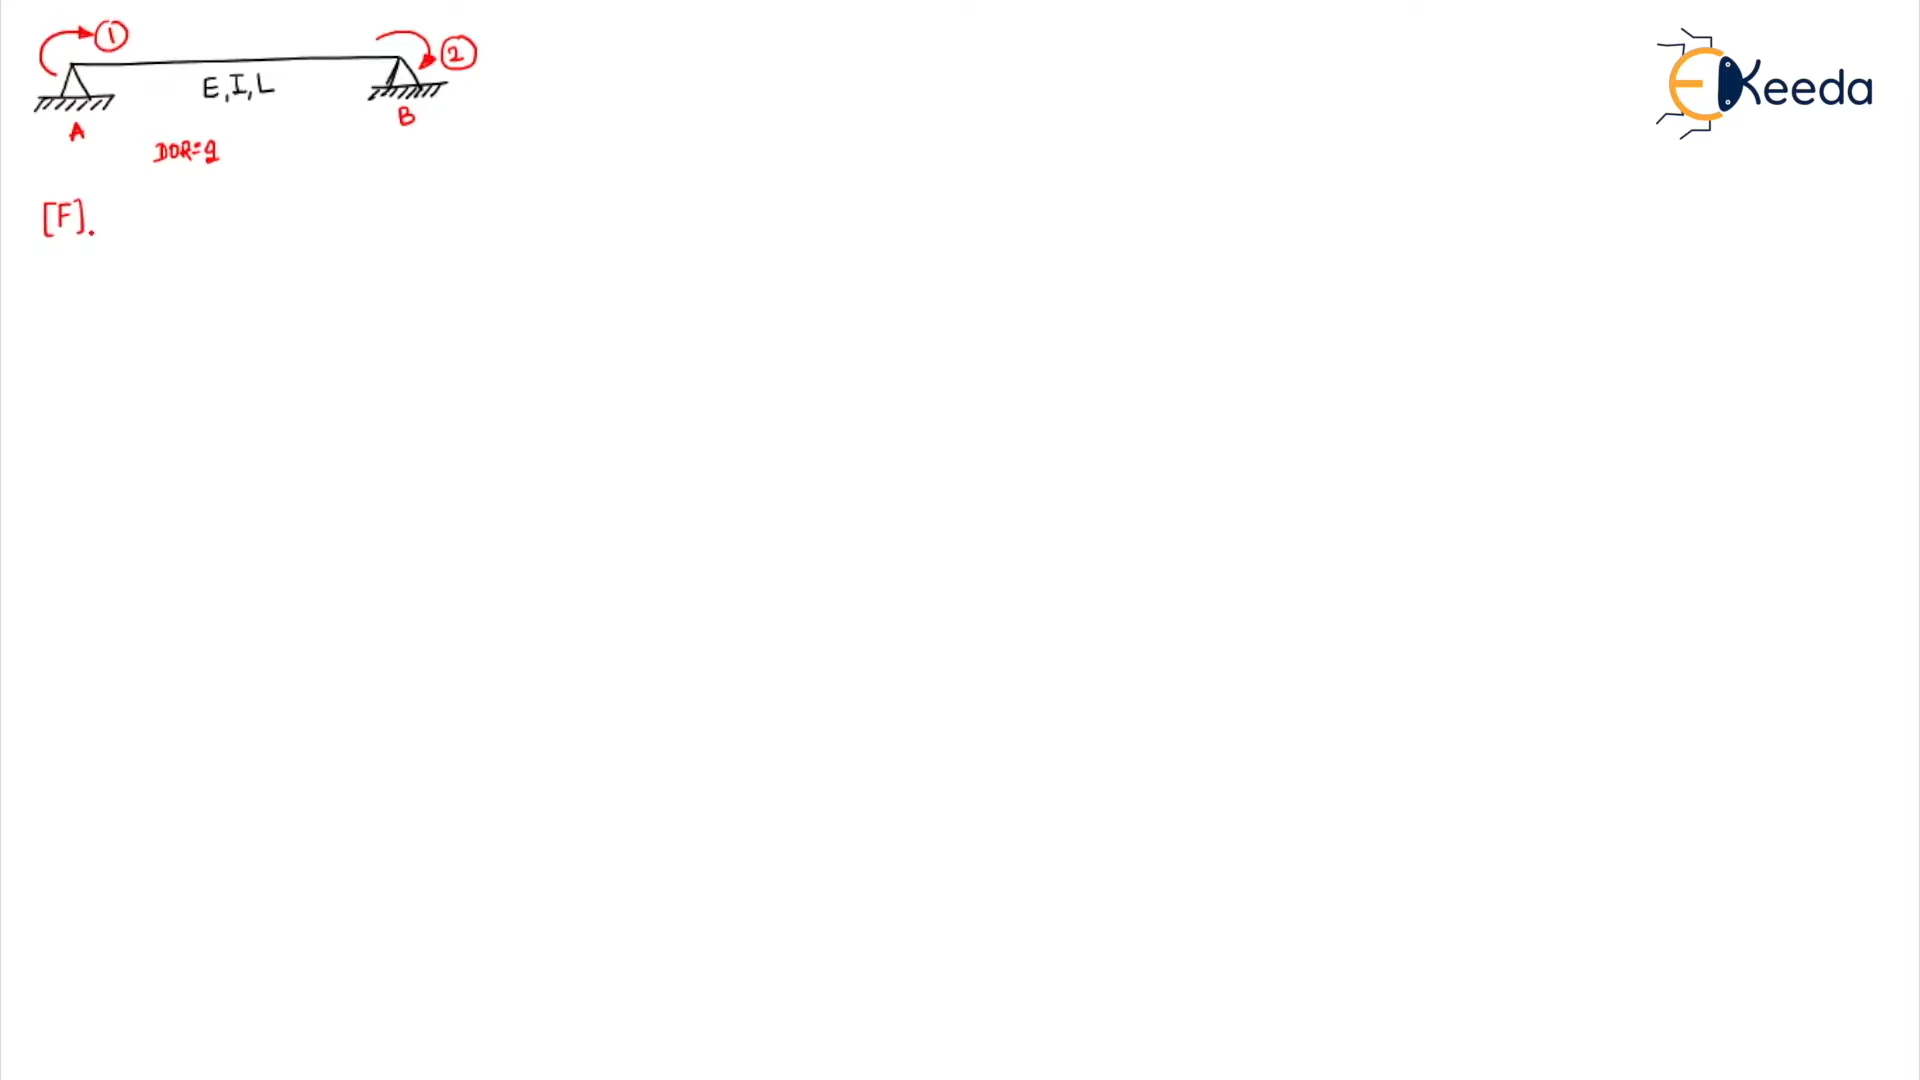 ① ②
E, I, L
A B
DOR=2
[F].
EKeeda